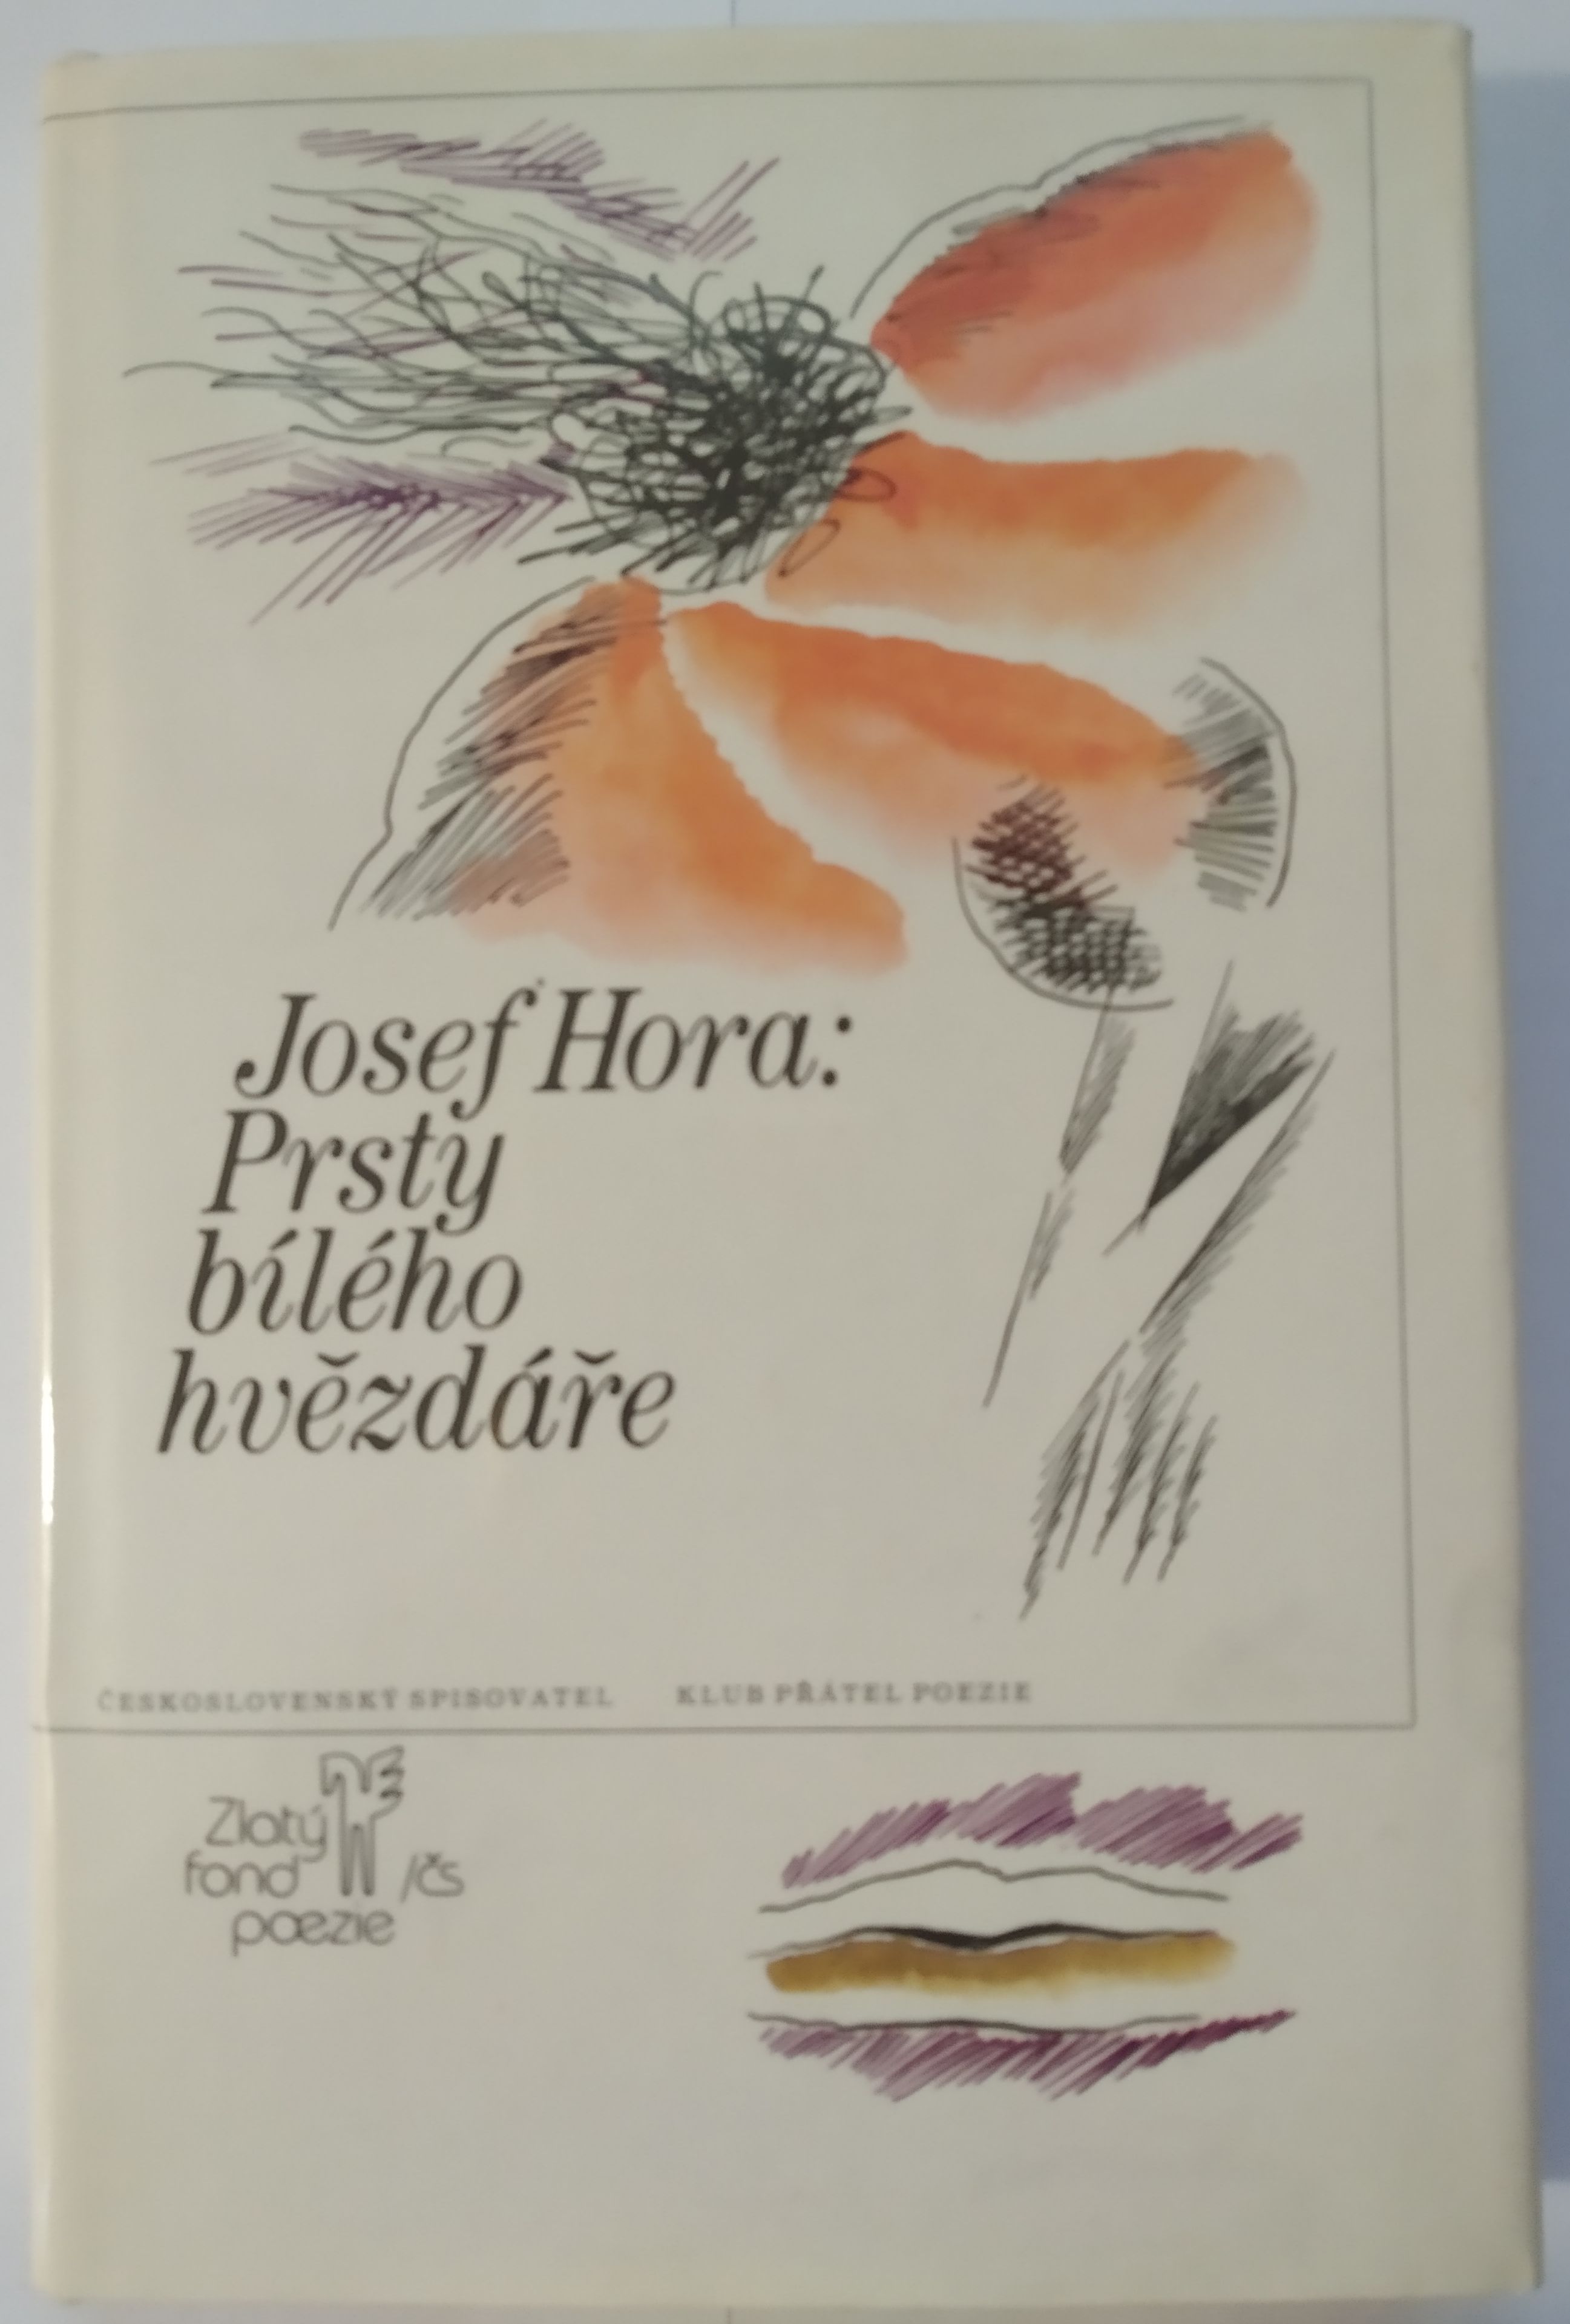 Josef Hora:
Prsty
bílého
hvězdáře
ČESKOSLOVENSKÝ SPISOVATEL KLUB PŘÁTEL POEZIE
Zlatý
fond /čs
poezie